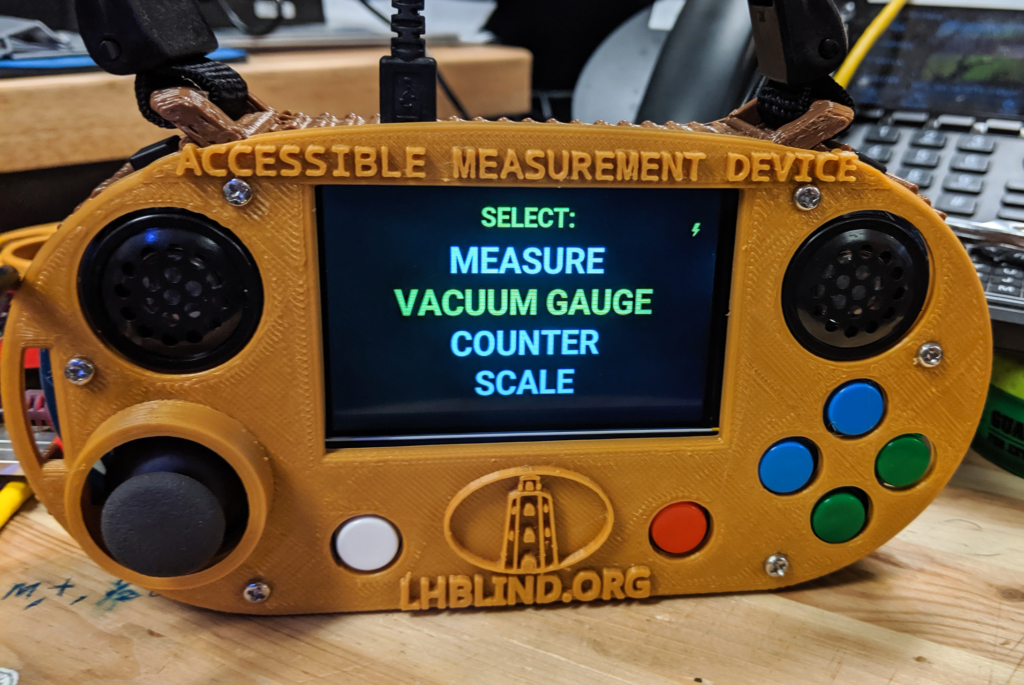 ACCESSIBLE MEASUREMENT DEVICE
SELECT:
MEASURE
VACUUM GAUGE
COUNTER
SCALE
LHBLIND.ORG